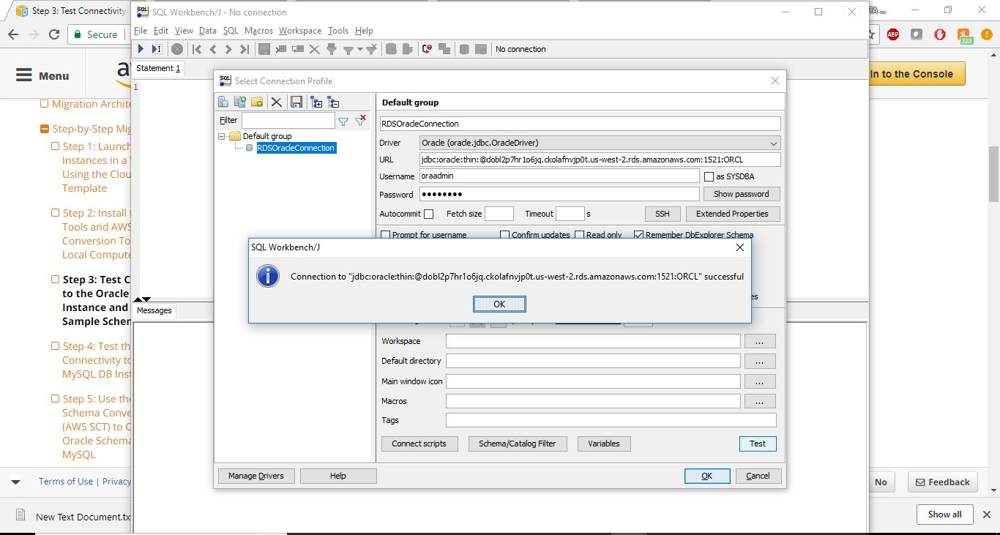 Step 3: Test Connectivity
SQL Workbench/J - No connection
Secure
File Edit View Data SQL Macros Workspace Tools Help
No connection
ABP
222
Menu
Statement 1
1
In to the Console
Select Connection Profile
Filter
Default group
RDSOracleConnection
Default group
RDSOracleConnection
Driver Oracle (oracle.jdbc.OracleDriver)
URL jdbc:oracle:thin:@dobl2p7hr1o6jq.ckolafnvjp0t.us-west-2.rds.amazonaws.com:1521:ORCL
Username oraadmin as SYSDBA
Password ●●●●●●●● Show password
Autocommit Fetch size Timeout s SSH Extended Properties
Prompt for username Confirm updates Read only Remember DbExplorer Schema
SQL Workbench/J
Connection to "jdbc:oracle:thin:@dobl2p7hr1o6jq.ckolafnvjp0t.us-west-2.rds.amazonaws.com:1521:ORCL" successful
OK
Workspace ...
Default directory ...
Main window icon ...
Macros ...
Tags
Connect scripts Schema/Catalog Filter Variables Test
Manage Drivers Help OK Cancel
Messages
Migration
Step-by-Step
Step 1: Launch
Instances in a
Using the
Template
Step 2: Install
Tools and AWS
Conversion
Local
Step 3: Test
to the Oracle
Instance and
Sample
Step 4: Test the
Connectivity to
MySQL DB
Step 5: Use the
Schema
(AWS SCT) to
Oracle Schema
MySQL
Terms of Use | Privacy
No Feedback
New Text Document.tx
Show all